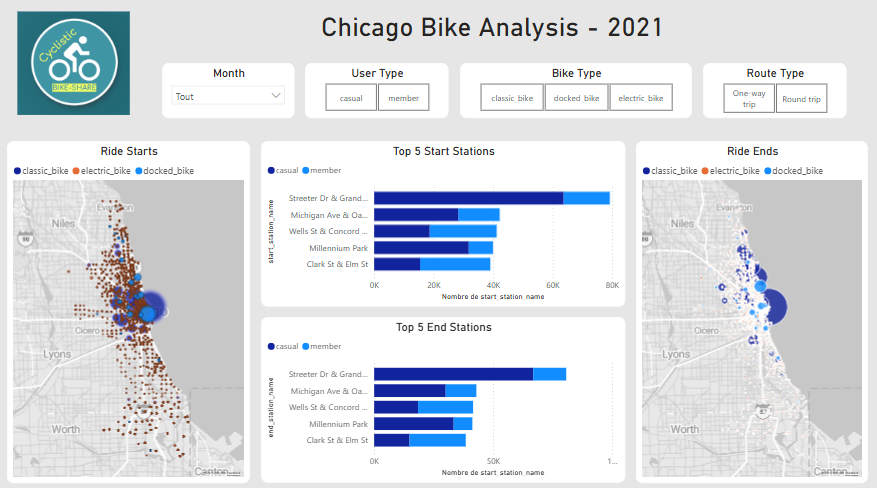 Cyclistic
BIKE-SHARE
Chicago Bike Analysis - 2021
Month
Tout
User Type
casual
member
Bike Type
classic_bike
docked_bike
electric_bike
Route Type
One-way
trip
Round trip
Ride Starts
classic_bike electric_bike docked_bike
Niles
90
Cicero
Lyons
Worth
Top 5 Start Stations
casual member
start_station_name
Streeter Dr & Grand...
Michigan Ave & Oa...
Wells St & Concord ...
Millennium Park
Clark St & Elm St
0K 20K 40K 60K 80K
Nombre de start_station_name
Top 5 End Stations
casual member
end_station_name
Streeter Dr & Grand...
Michigan Ave & Oa...
Wells St & Concord ...
Millennium Park
Clark St & Elm St
0K 50K 1...
Nombre de start_station_name
Ride Ends
classic_bike electric_bike docked_bike
Evanston
Niles
90
Cicero
Lyons
57
Worth